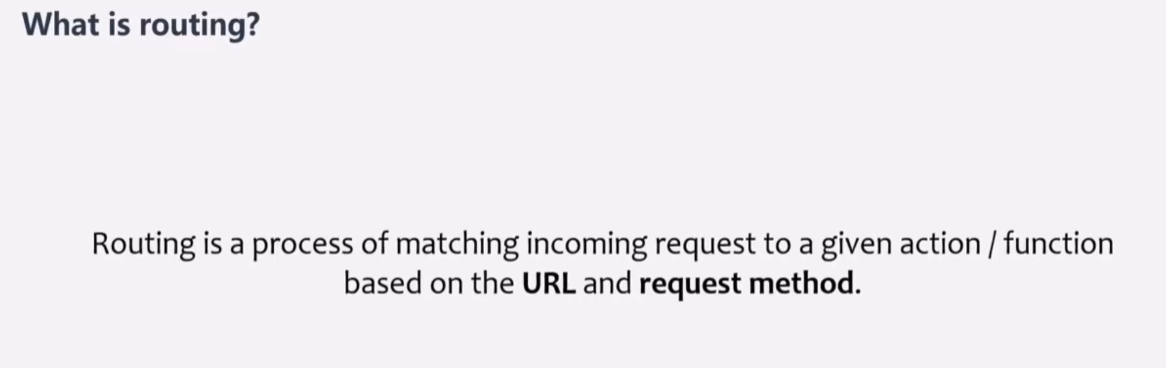 What is routing?
Routing is a process of matching incoming request to a given action / function
based on the URL and request method.